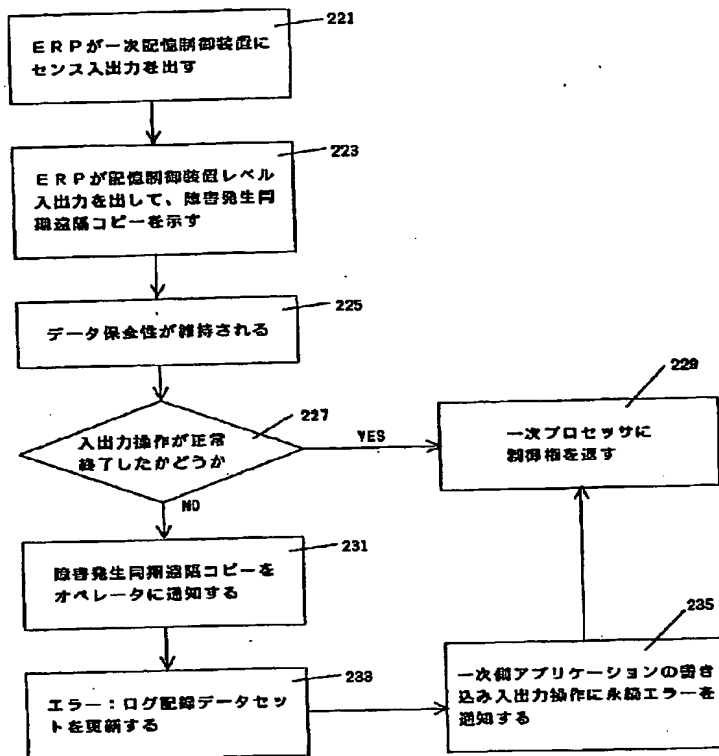 221
ERPが一次記憶制御装置に
センス入出力を出す
223
ERPが記憶制御装置レベル
入出力を出して、障害発生同
期遠隔コピーを示す
225
データ保全性が維持される
227
入出力操作が正常
終了したかどうか
YES
NO
229
一次プロセッサに
制御権を返す
231
障害発生同期遠隔コピーを
オペレータに通知する
233
エラー:ログ記録データセット
を更新する
235
一次側アプリケーションの書き
込み入出力操作に永続エラーを
通知する